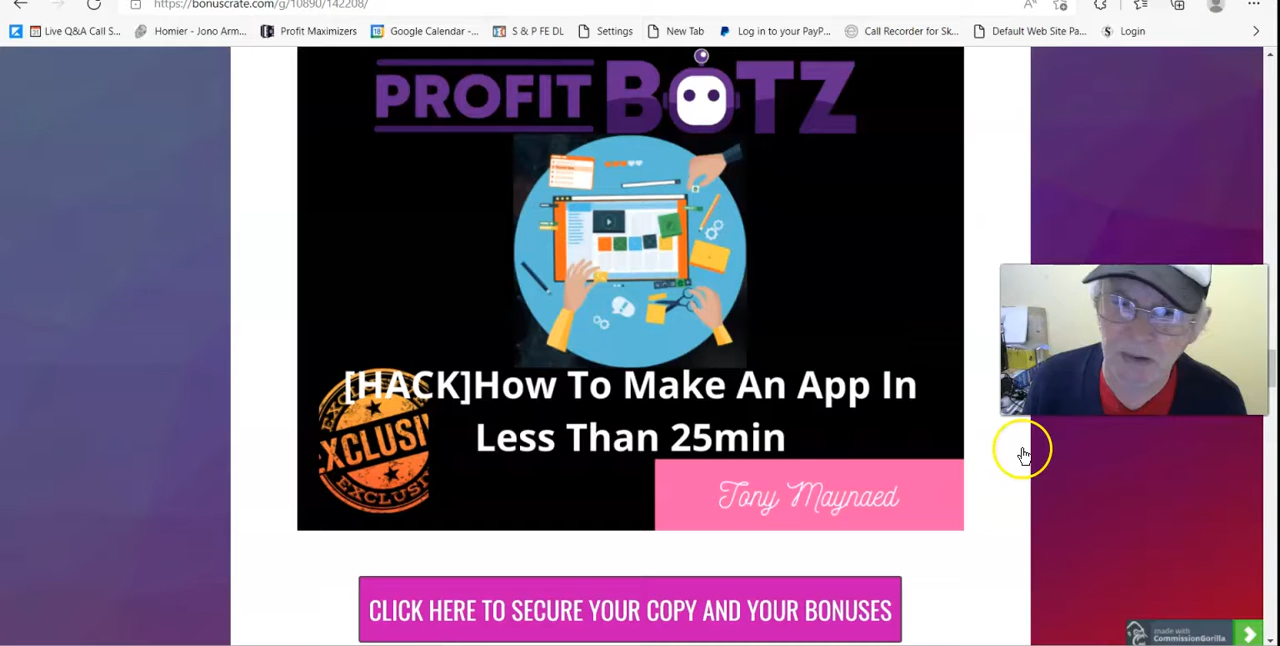 https://bonuscrate.com/g/10890/142208/
Live Q&A Call S...
Homier - Jono Arm...
Profit Maximizers
Google Calendar -...
S & P FE DL
Settings
New Tab
Log in to your PayP...
Call Recorder for Sk...
Default Web Site Pa...
Login
PROFIT BOTZ
[HACK]How To Make An App In
Less Than 25min
EXCLUSI
EXCLUSIVE
Tony Maynaed
CLICK HERE TO SECURE YOUR COPY AND YOUR BONUSES
made with
CommissionGorilla